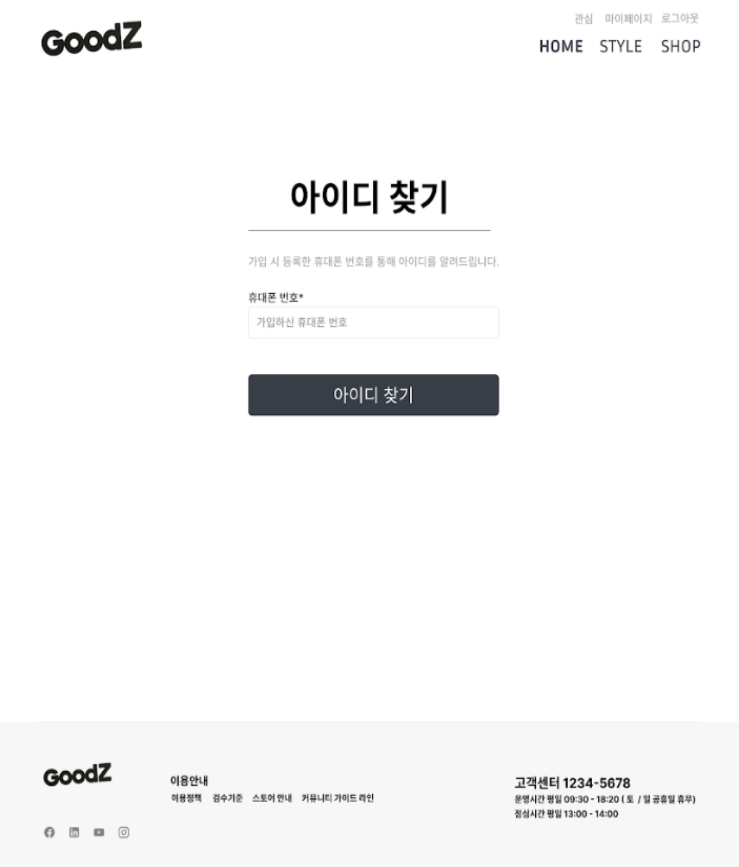 GoodZ
관심 마이페이지 로그아웃
HOME STYLE SHOP
아이디 찾기
가입 시 등록한 휴대폰 번호를 통해 아이디를 알려드립니다.
휴대폰 번호*
가입하신 휴대폰 번호
아이디 찾기
GoodZ
이용안내
이용정책 검수기준 스토어 안내 커뮤니티 가이드 라인
고객센터 1234-5678
운영시간 평일 09:30 - 18:20 ( 토 / 일 공휴일 휴무)
점심시간 평일 13:00 - 14:00